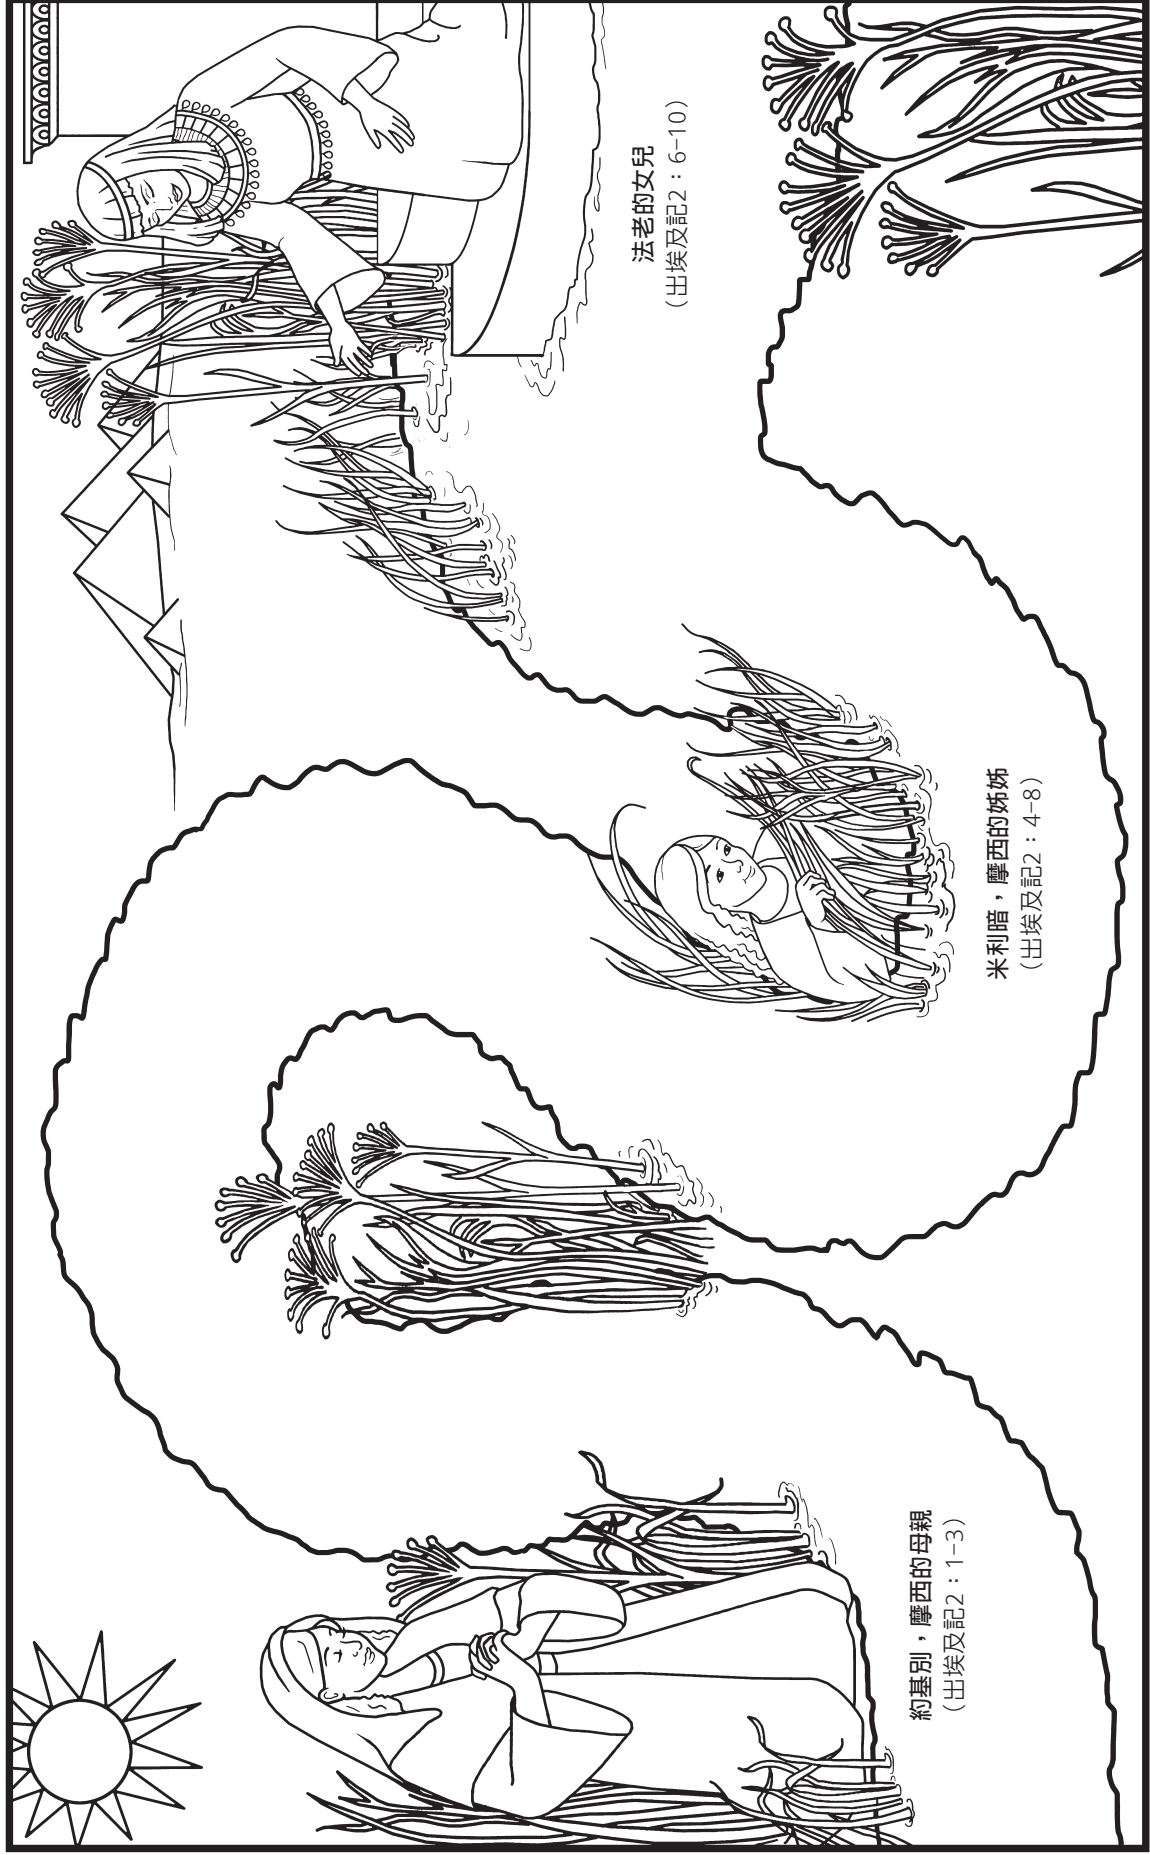 約基別，摩西的母親
（出埃及記2：1–3）
米利暗，摩西的姊姊
（出埃及記2：4–8）
法老的女兒
（出埃及記2：6–10）